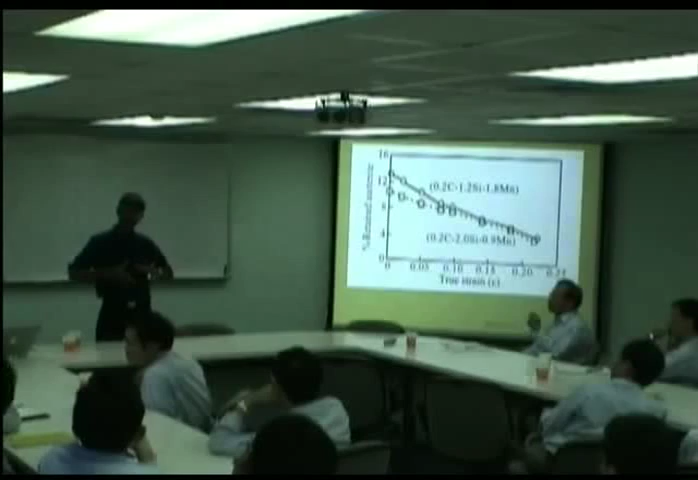 16
12
8
4
0
% Retained austenite
(0.2C-1.2Si-1.8Mn)
(0.2C-2.0Si-0.9Mn)
0 0.05 0.10 0.15 0.20 0.25
True strain (ε)